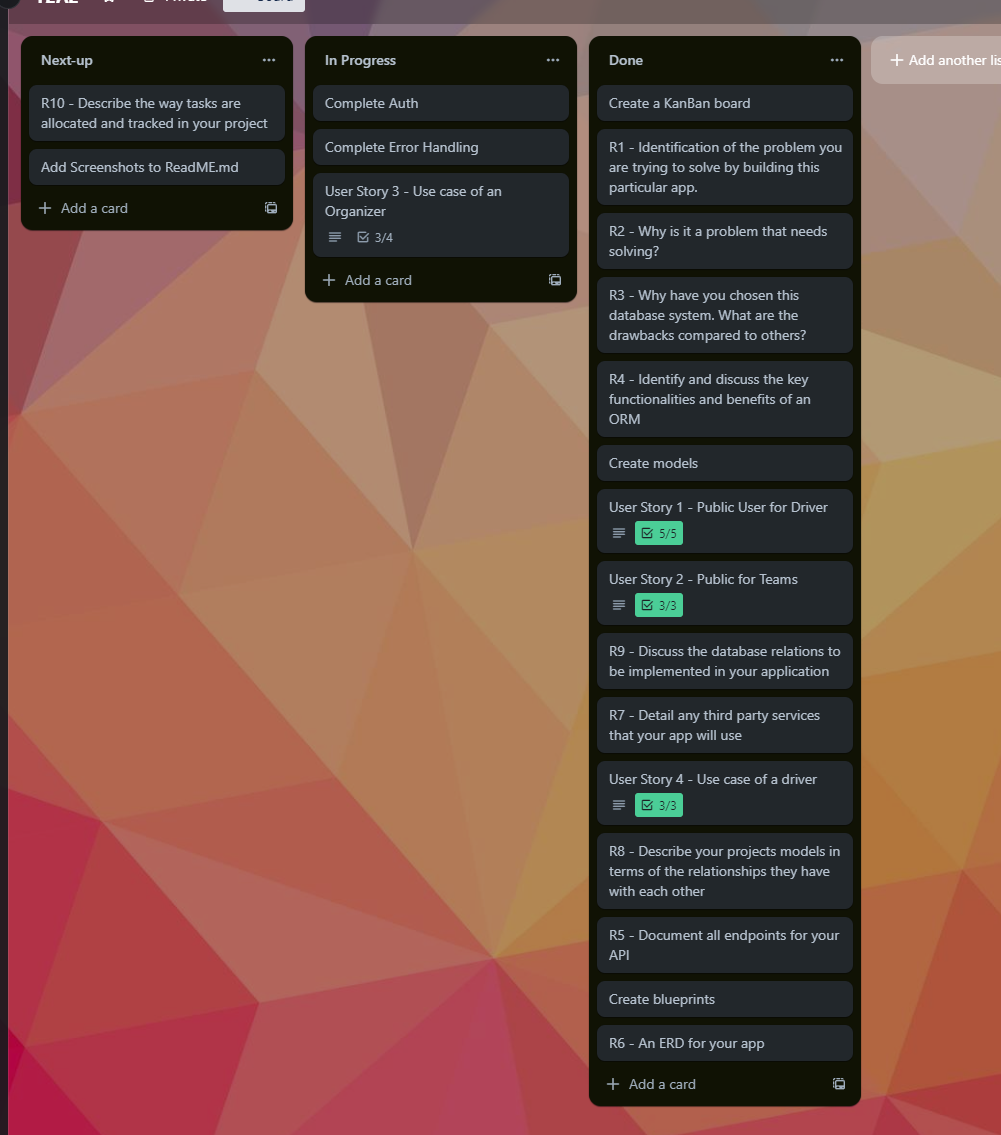 Next-up
R10 - Describe the way tasks are
allocated and tracked in your project
Add Screenshots to ReadME.md
Add a card
In Progress
Complete Auth
Complete Error Handling
User Story 3 - Use case of an
Organizer
3/4
Add a card
Done
Create a KanBan board
R1 - Identification of the problem you
are trying to solve by building this
particular app.
R2 - Why is it a problem that needs
solving?
R3 - Why have you chosen this
database system. What are the
drawbacks compared to others?
R4 - Identify and discuss the key
functionalities and benefits of an
ORM
Create models
User Story 1 - Public User for Driver
5/5
User Story 2 - Public for Teams
3/3
R9 - Discuss the database relations to
be implemented in your application
R7 - Detail any third party services
that your app will use
User Story 4 - Use case of a driver
3/3
R8 - Describe your projects models in
terms of the relationships they have
with each other
R5 - Document all endpoints for your
API
Create blueprints
R6 - An ERD for your app
Add a card
Add another lis